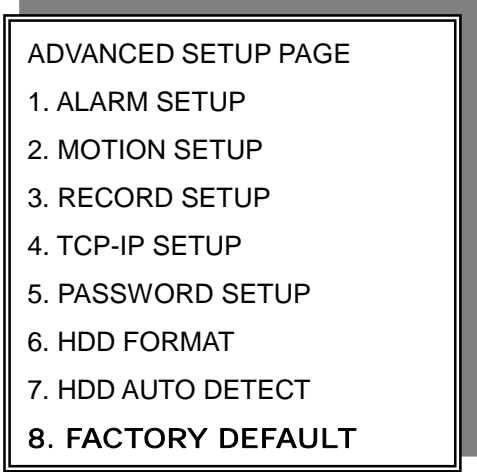 ADVANCED SETUP PAGE
1. ALARM SETUP
2. MOTION SETUP
3. RECORD SETUP
4. TCP-IP SETUP
5. PASSWORD SETUP
6. HDD FORMAT
7. HDD AUTO DETECT
8. FACTORY DEFAULT